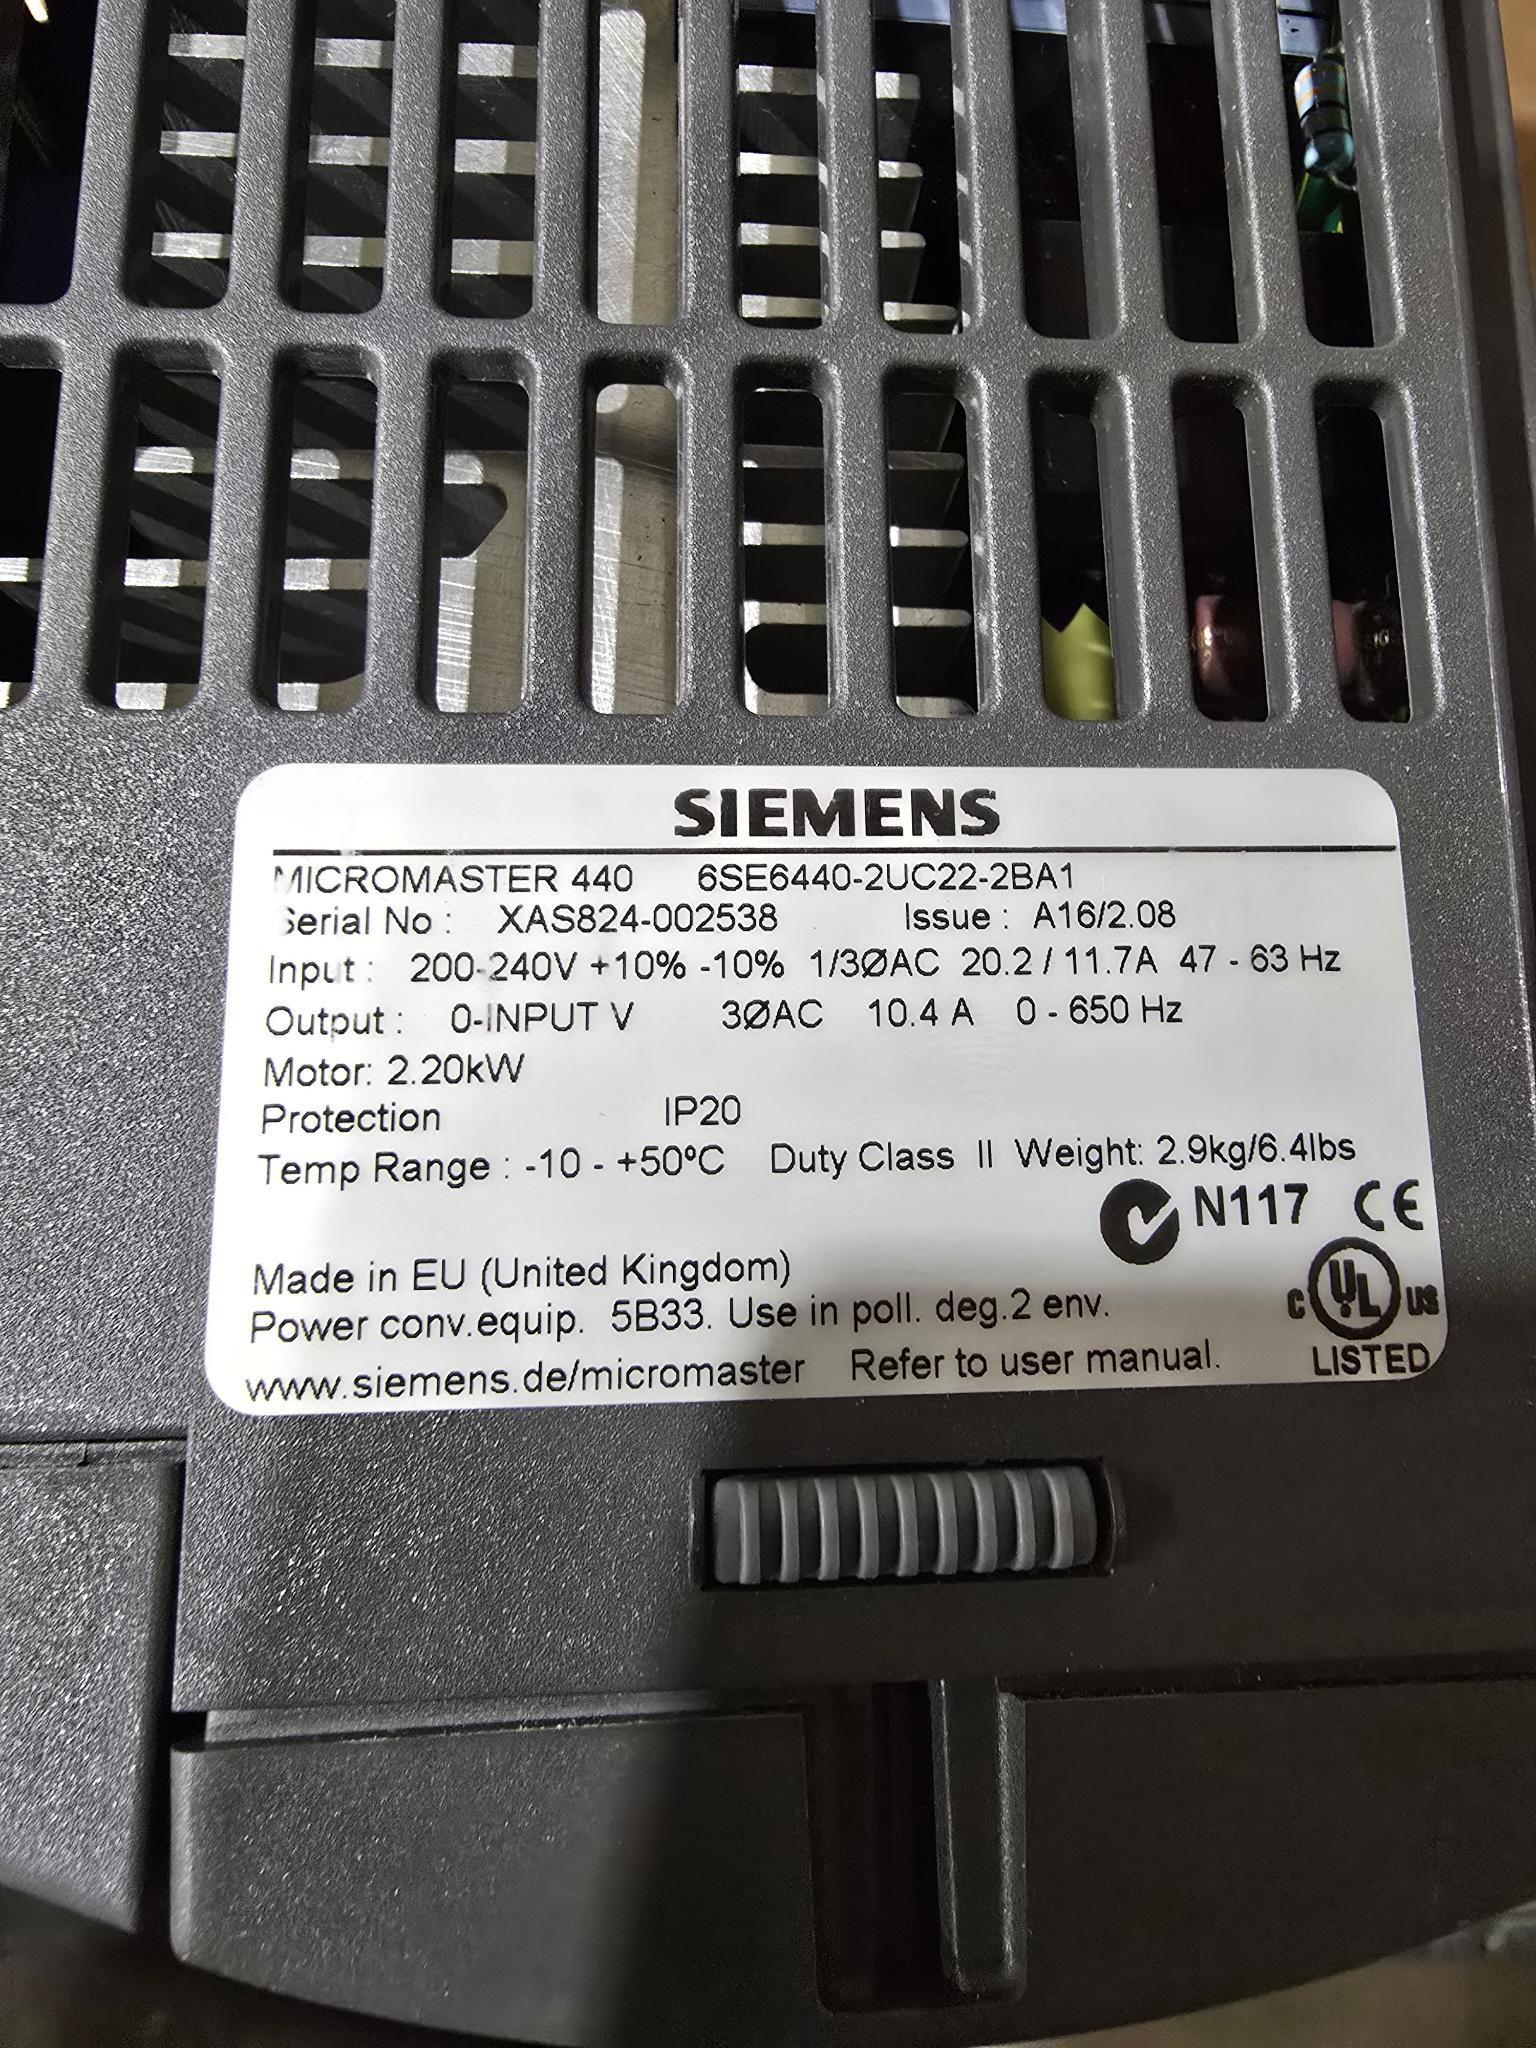 SIEMENS
MICROMASTER 440 6SE6440-2UC22-2BA1
Serial No : XAS824-002538 Issue : A16/2.08
Input : 200-240V +10% -10% 1/3ØAC 20.2 / 11.7A 47 - 63 Hz
Output : 0-INPUT V 3ØAC 10.4 A 0 - 650 Hz
Motor: 2.20kW
Protection IP20
Temp Range : -10 - +50ºC Duty Class II Weight: 2.9kg/6.4lbs
N117 CE
Made in EU (United Kingdom)
C UL US
Power conv.equip. 5B33. Use in poll. deg.2 env.
www.siemens.de/micromaster Refer to user manual.
LISTED